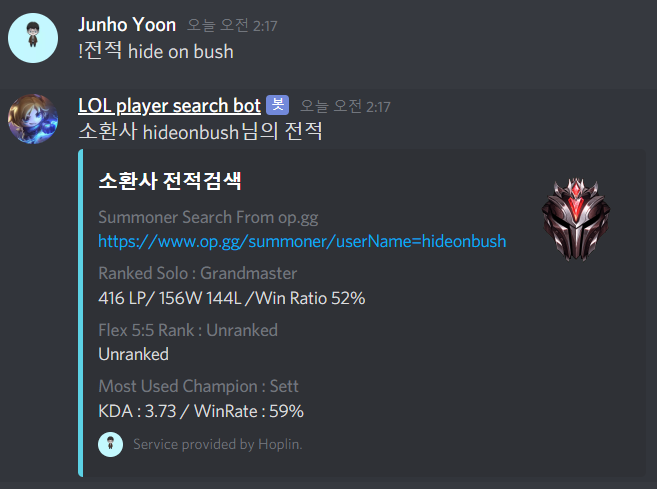 Junho Yoon 오늘 오전 2:17
!전적 hide on bush
LOL player search bot 봇 오늘 오전 2:17
소환사 hideonbush님의 전적
소환사 전적검색
Summoner Search From op.gg
https://www.op.gg/summoner/userName=hideonbush
Ranked Solo : Grandmaster
416 LP/ 156W 144L /Win Ratio 52%
Flex 5:5 Rank : Unranked
Unranked
Most Used Champion : Sett
KDA : 3.73 / WinRate : 59%
Service provided by Hoplin.